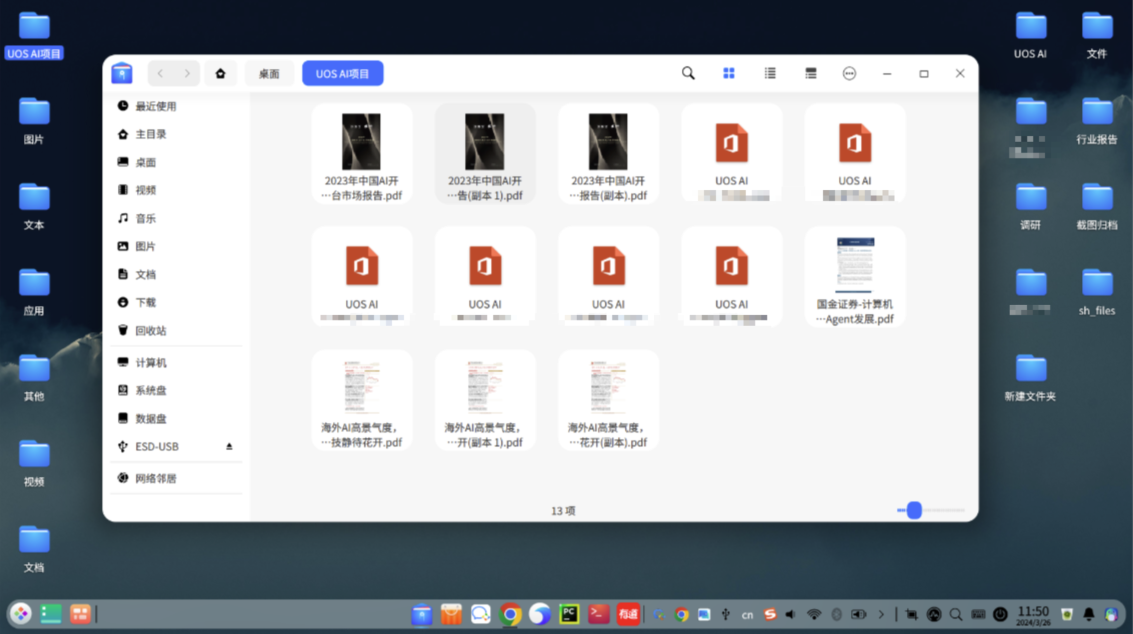 UOS AI项目
图片
文本
应用
其他
视频
文档
桌面
UOS AI项目
最近使用
主目录
桌面
视频
音乐
图片
文档
下载
回收站
计算机
系统盘
数据盘
ESD-USB
网络邻居
2023年中国AI开
…台市场报告.pdf
2023年中国AI开
…告(副本 1).pdf
2023年中国AI开
…报告(副本).pdf
UOS AI
UOS AI
UOS AI
UOS AI
UOS AI
UOS AI
国金证券-计算机
…Agent发展.pdf
海外AI高景气度，
…技静待花开.pdf
海外AI高景气度，
…开(副本 1).pdf
海外AI高景气度，
…花开(副本).pdf
13 项
UOS AI
文件
行业报告
调研
截图归档
sh_files
新建文件夹
PC
有道
cn
11:50
2024/3/26